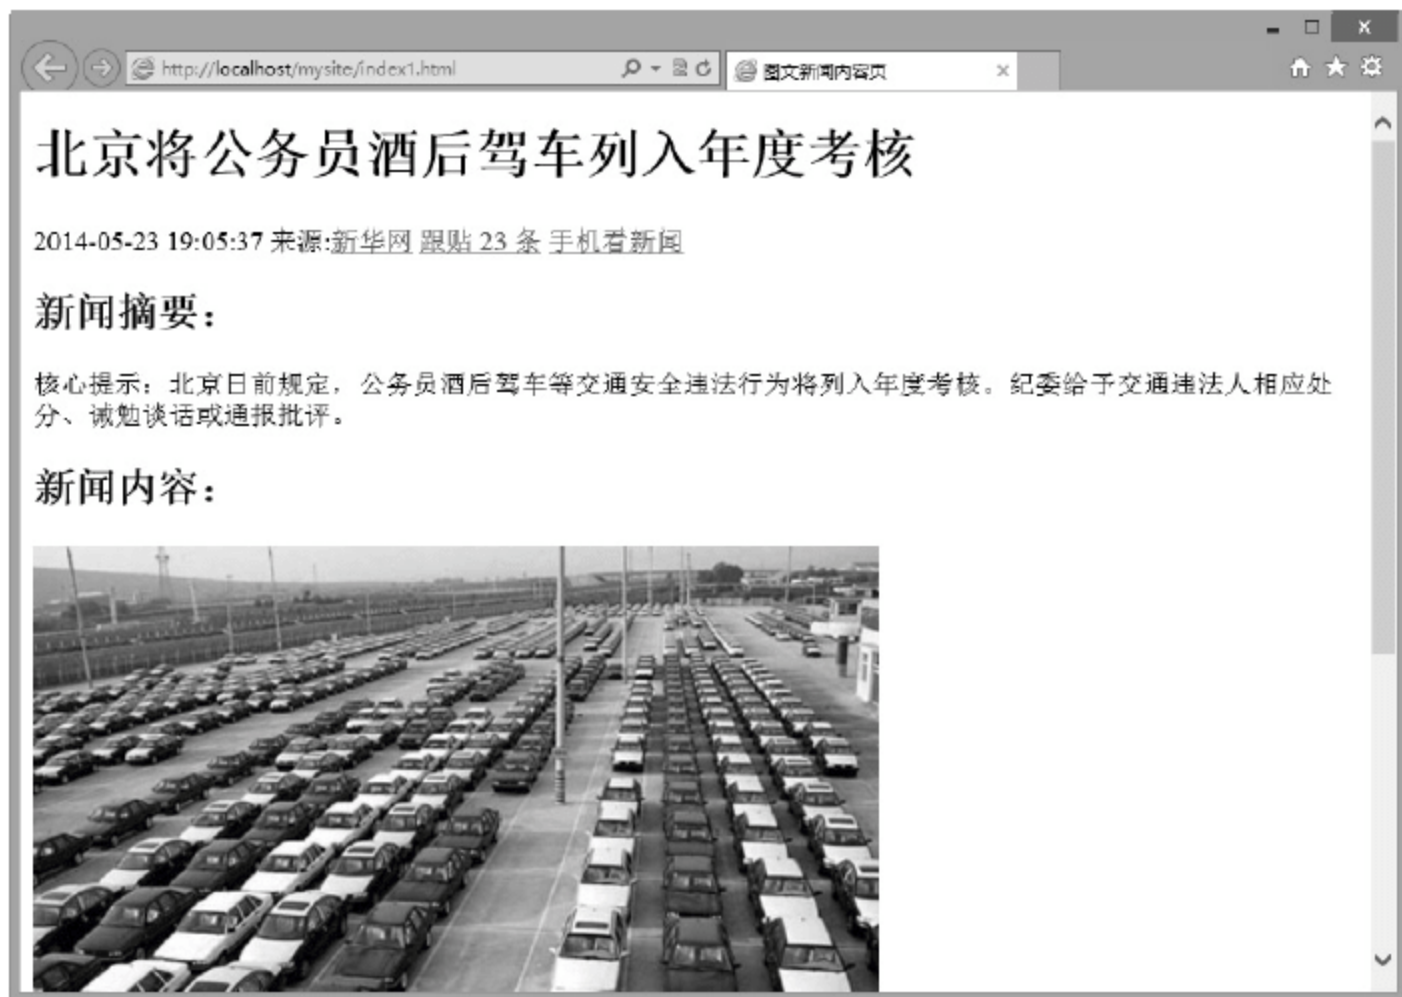 http://localhost/mysite/index1.html
图文新闻内容页
北京将公务员酒后驾车列入年度考核
2014-05-23 19:05:37 来源:新华网 跟贴 23 条 手机看新闻
新闻摘要：
核心提示：北京日前规定，公务员酒后驾车等交通安全违法行为将列入年度考核。纪委给予交通违法人相应处
分、诫勉谈话或通报批评。
新闻内容：